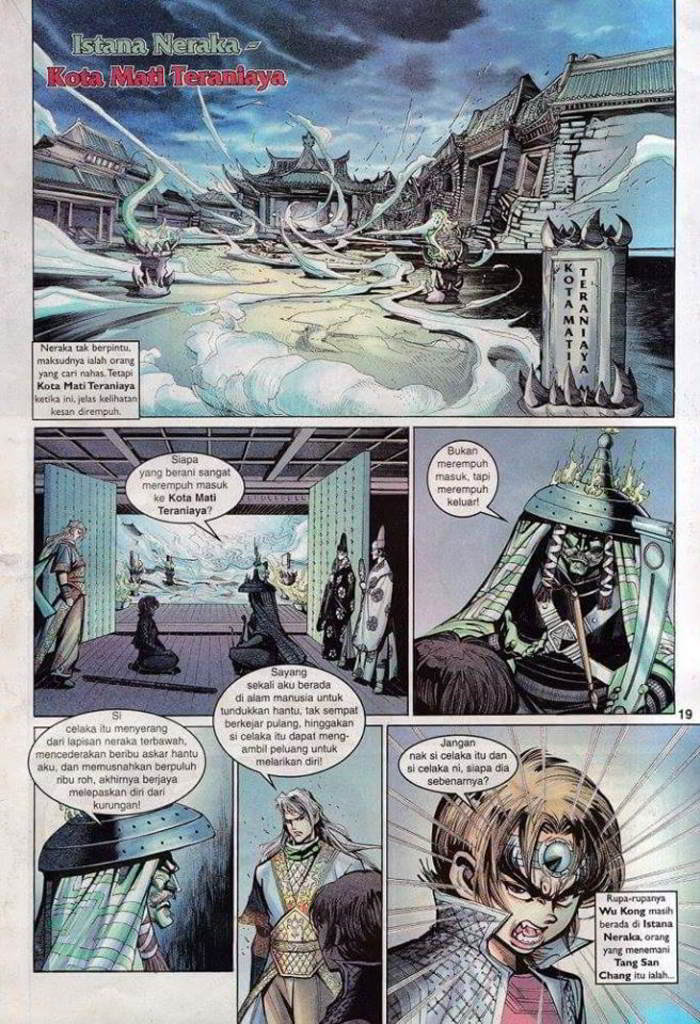 Istana Neraka -
Kota Mati Teraniaya
KOTA MATI
TERANIAYA
Neraka tak berpintu,
maksudnya ialah orang
yang cari nahas. Tetapi
Kota Mati Teraniaya
ketika ini, jelas kelihatan
kesan dirempuh.
Siapa
yang berani sangat
merempuh masuk
ke Kota Mati
Teraniaya?
Bukan
merempuh
masuk, tapi
merempuh
keluar!
19
Si
celaka itu menyerang
dari lapisan neraka terbawah,
mencederakan beribu askar hantu
aku, dan memusnahkan berpuluh
ribu roh, akhirnya berjaya
melepaskan diri dari
kurungan!
Sayang
sekali aku berada
di alam manusia untuk
tundukkan hantu, tak sempat
berkejar pulang, hinggakan
si celaka itu dapat meng-
ambil peluang untuk
melarikan diri!
Jangan
nak si celaka itu dan
si celaka ni, siapa dia
sebenarnya?
Rupa-rupanya
Wu Kong masih
berada di Istana
Neraka, orang
yang menemani
Tang San
Chang itu ialah...